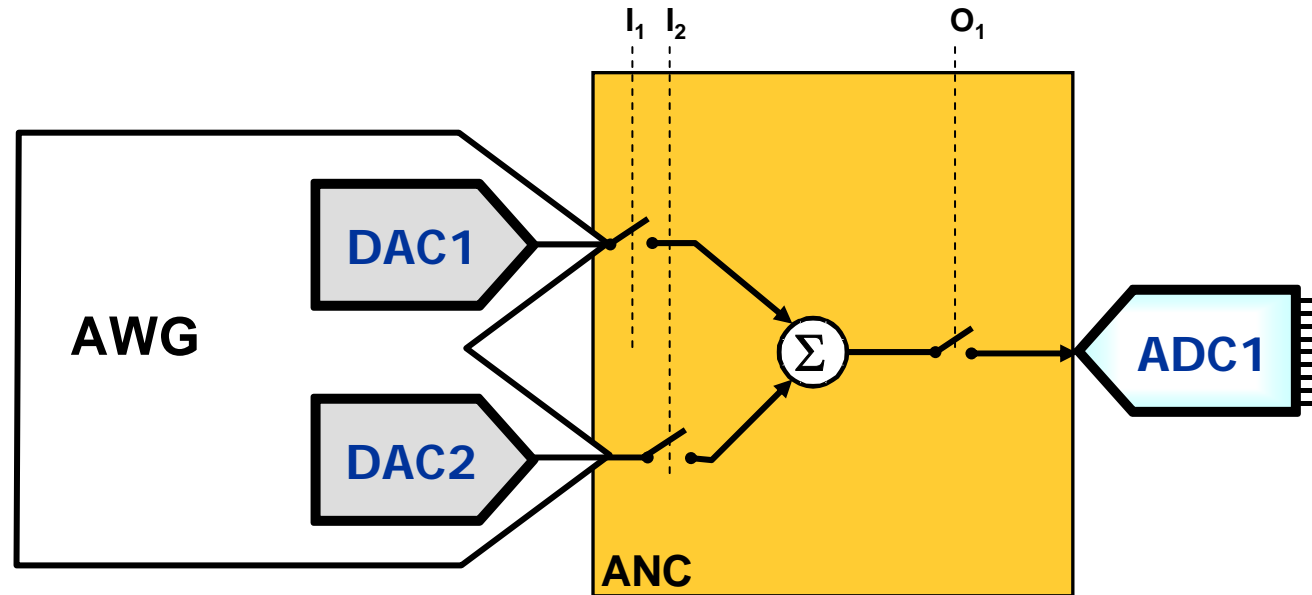 I₁ I₂ O₁
DAC1
AWG
Σ
ADC1
DAC2
ANC